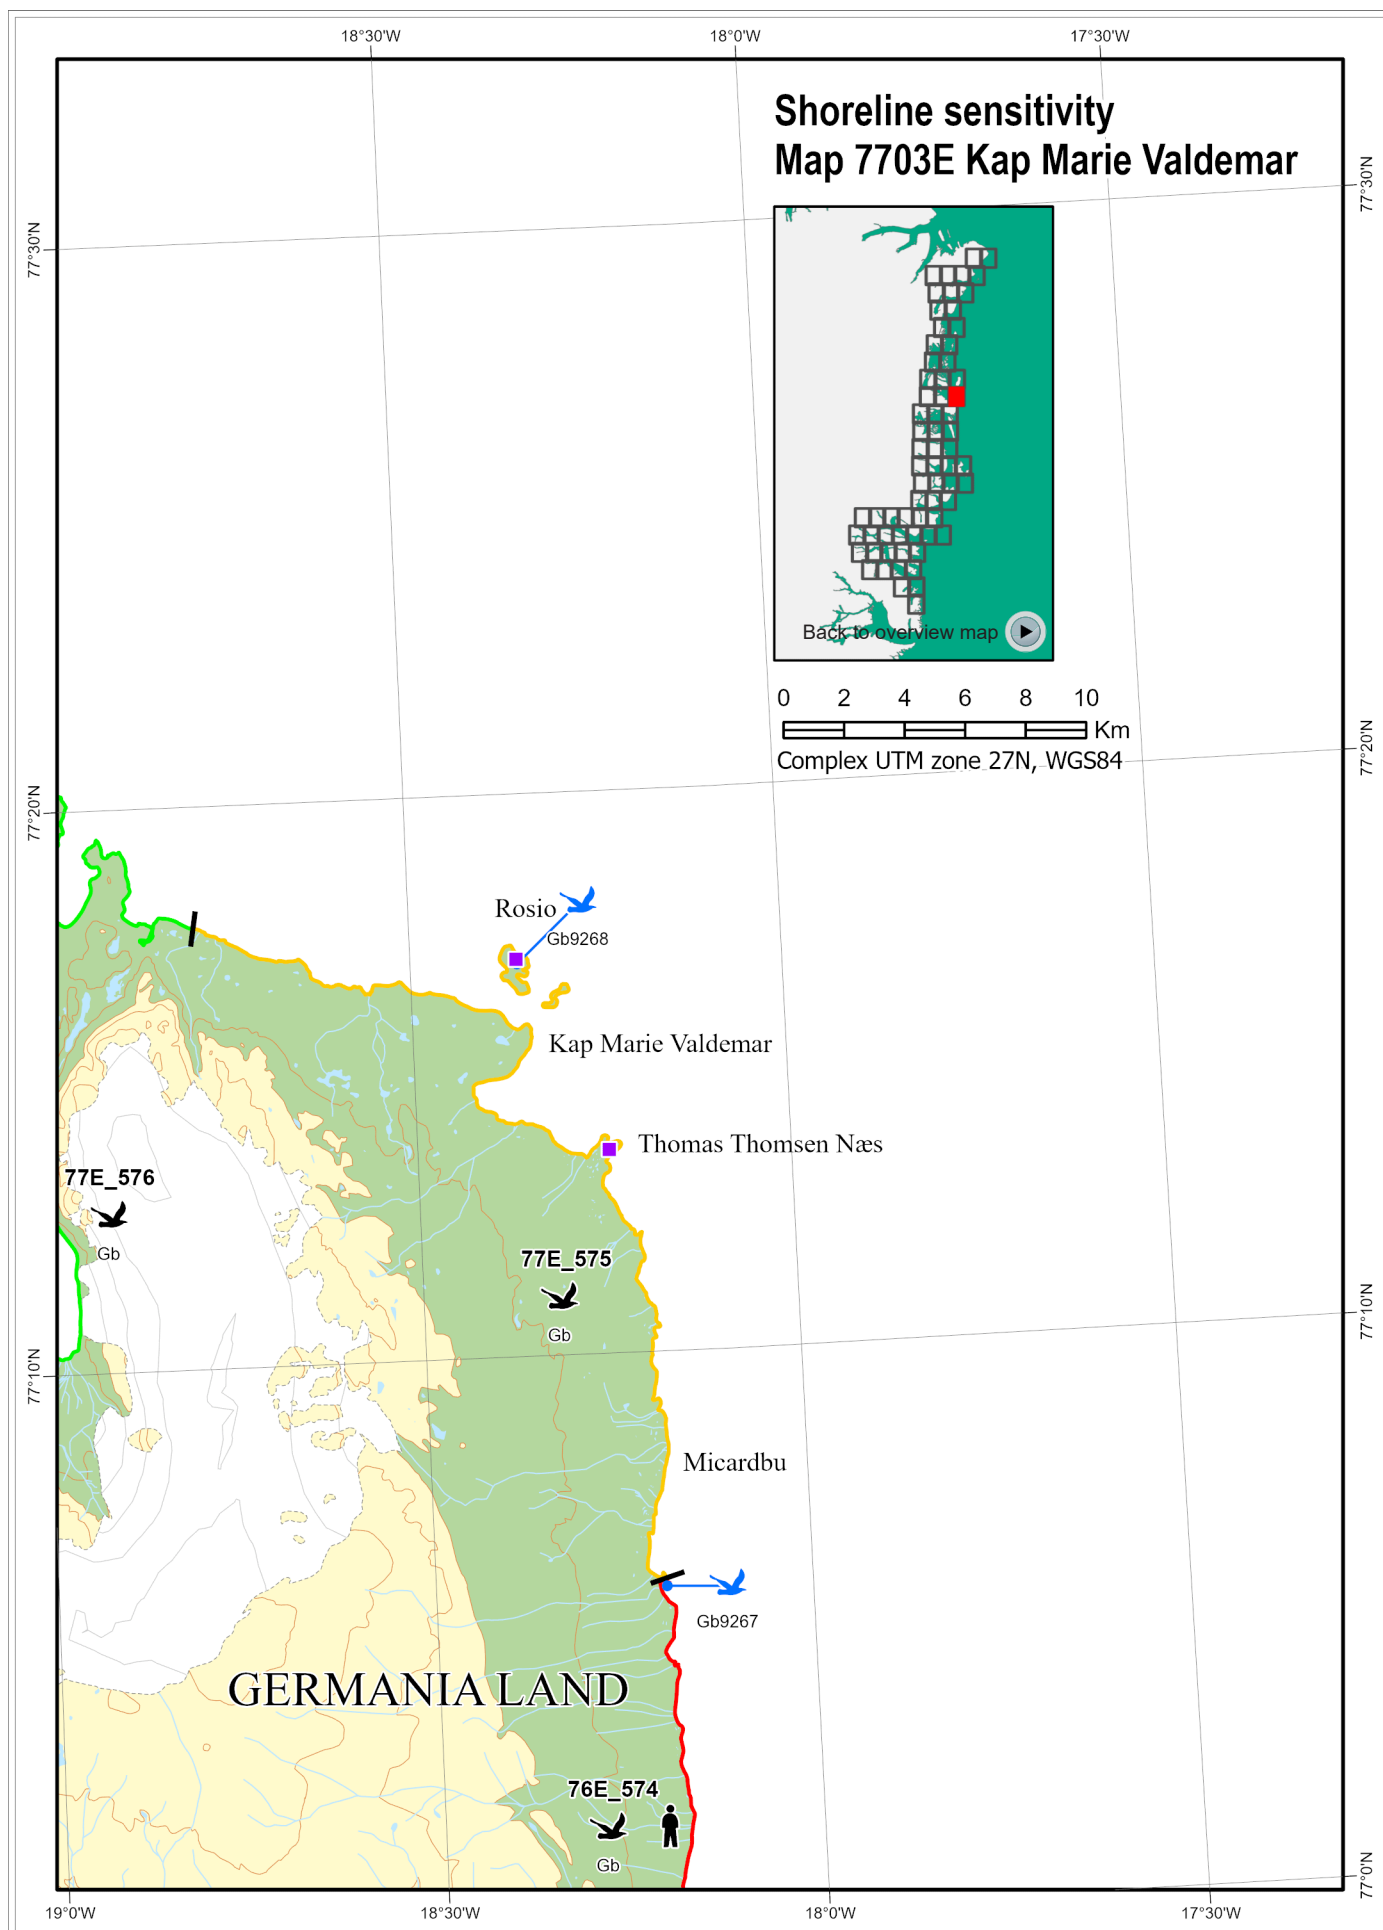 18°30'W
18°0'W
17°30'W
Shoreline sensitivity
Map 7703E Kap Marie Valdemar
77°30'N
77°30'N
Back to overview map
0 2 4 6 8 10
Km
Complex UTM zone 27N, WGS84
77°20'N
77°20'N
Rosio
Gb9268
Kap Marie Valdemar
Thomas Thomsen Næs
77E_576
Gb
77E_575
Gb
77°10'N
77°10'N
Micardbu
Gb9267
GERMANIA LAND
76E_574
Gb
77°0'N
19°0'W
18°30'W
18°0'W
17°30'W